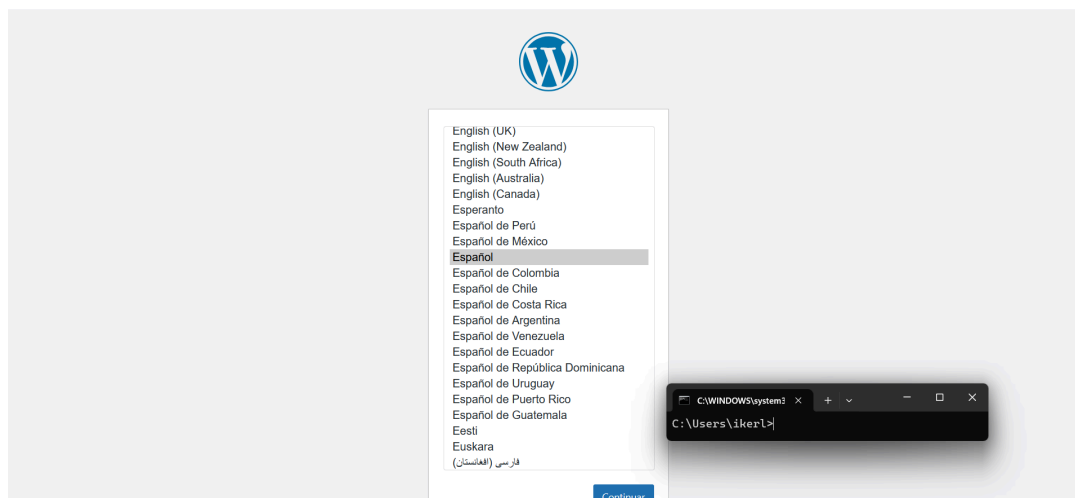 English (UK)
English (New Zealand)
English (South Africa)
English (Australia)
English (Canada)
Esperanto
Español de Perú
Español de México
Español
Español de Colombia
Español de Chile
Español de Costa Rica
Español de Argentina
Español de Venezuela
Español de Ecuador
Español de República Dominicana
Español de Uruguay
Español de Puerto Rico
Español de Guatemala
Eesti
Euskara
فارسی (افغانستان)
Continuar
C:\WINDOWS\system3
C:\Users\ikerl>